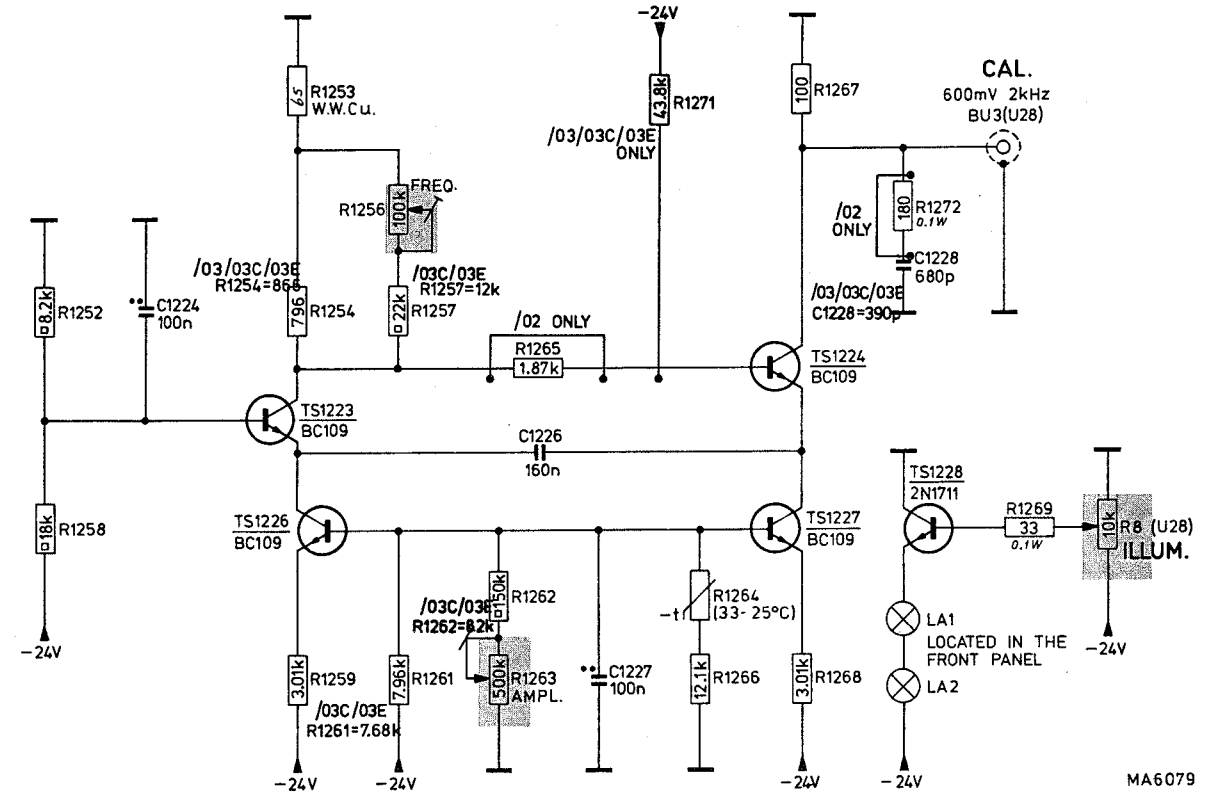 -24V
CAL.
600mV 2kHz
BU3(U28)
65
R1253
W.W.Cu.
43.8k
R1271
100
R1267
/03/03C/03E
ONLY
FREQ.
R1256
100k
/02
ONLY
180
R1272
0.1W
C1228
680p
/03/03C/03E
C1228=390p
/03/03C/03E
R1254=866
796
R1254
/03C/03E
R1257=12k
22k
R1257
8.2k
R1252
C1224
100n
/02 ONLY
R1265
1.87k
TS1224
BC109
TS1223
BC109
C1226
160n
TS1228
2N1711
18k
R1258
TS1226
BC109
TS1227
BC109
R1269
33
0.1W
10k
R8 (U28)
ILLUM.
150k
R1262
/03C/03E
R1262=82k
-t
R1264
(33-25°C)
LA1
LOCATED IN THE
FRONT PANEL
LA2
-24V
-24V
3.01k
R1259
7.96k
R1261
500k
R1263
AMPL.
C1227
100n
12.1k
R1266
3.01k
R1268
/03C/03E
R1261=7.68k
-24V
-24V
-24V
-24V
MA6079